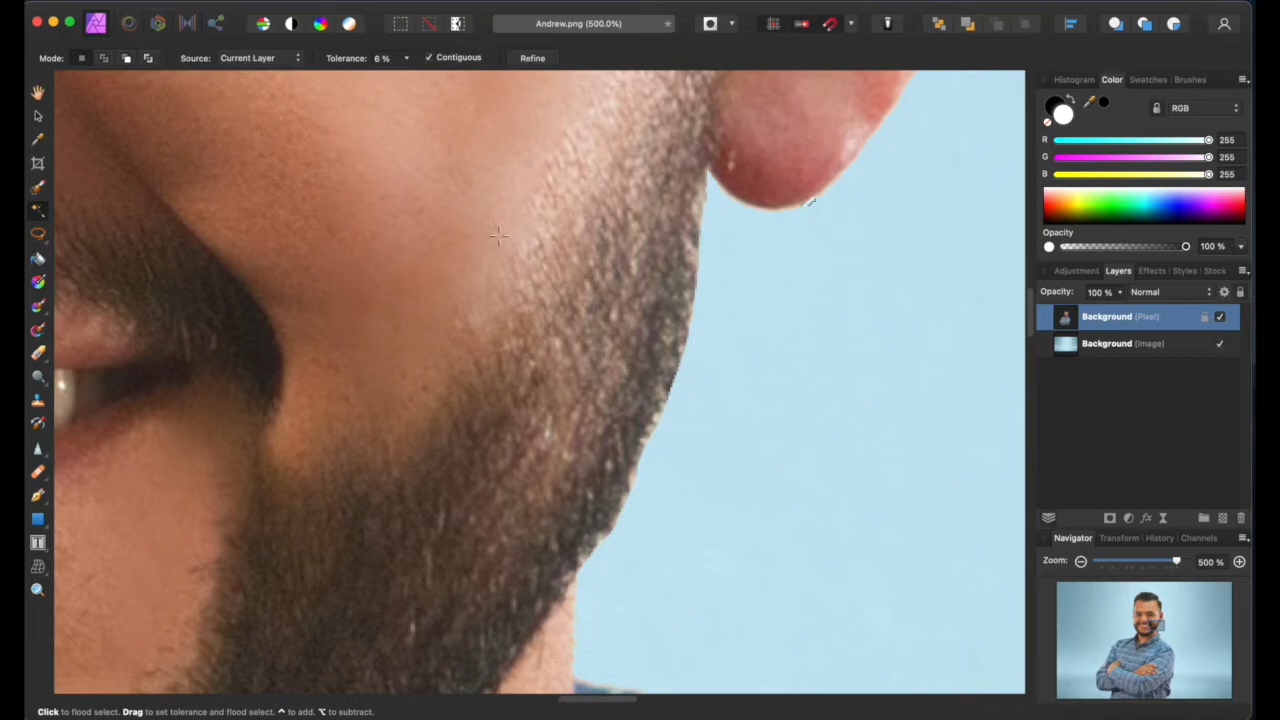 Andrew.png (500.0%)
Mode: Source: Current Layer Tolerance: 6 % Contiguous Refine
Histogram Color Swatches Brushes
RGB
R 255
G 255
B 255
Opacity
100 %
Adjustment Layers Effects Styles Stock
Opacity: 100 % Normal
Background (Pixel)
Background (Image)
fx
Navigator Transform History Channels
Zoom: 500 %
Click to flood select. Drag to set tolerance and flood select. ^ to add. ⌥ to subtract.